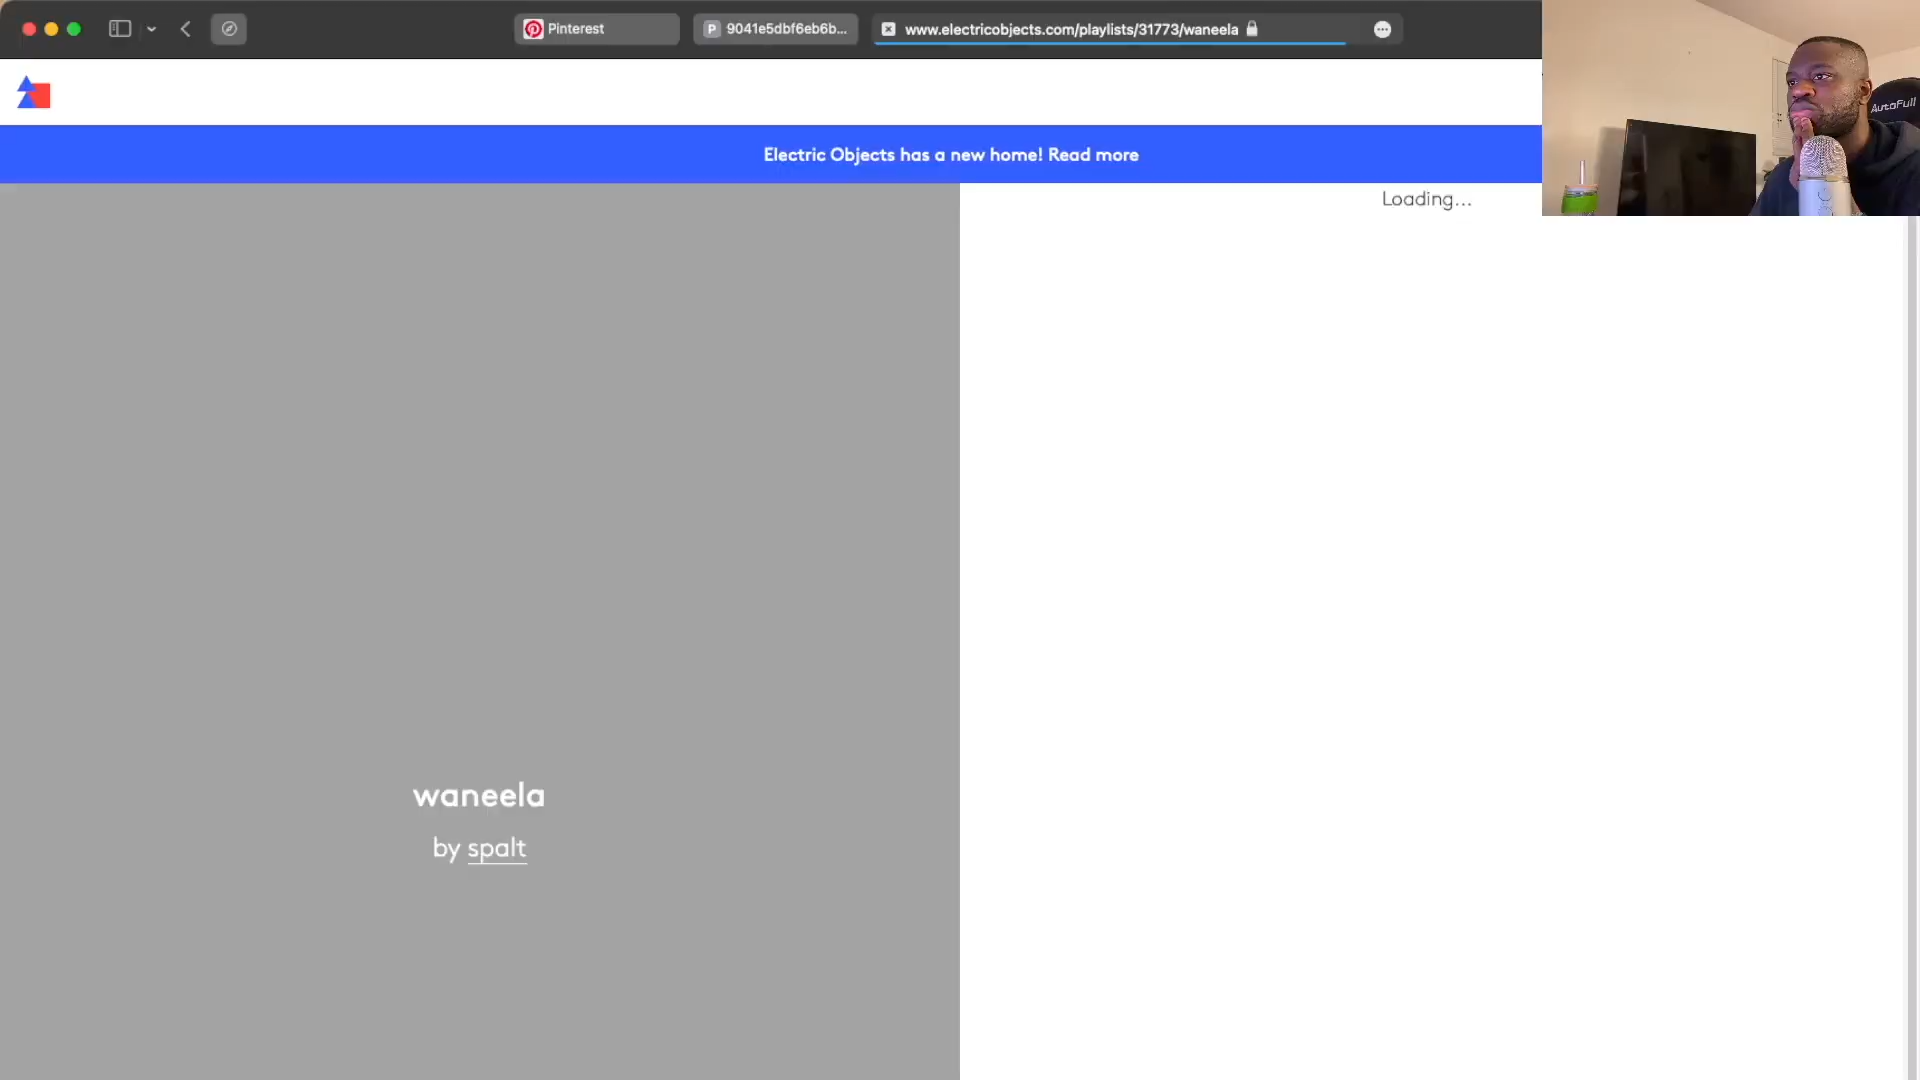 Pinterest
P 9041e5dbf6eb6b...
www.electricobjects.com/playlists/31773/waneela
Electric Objects has a new home! Read more
Loading...
AutoFull
waneela
by spalt